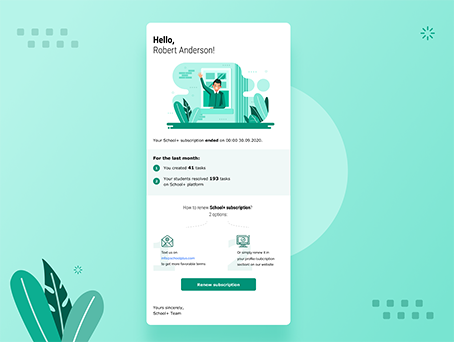 Hello,
Robert Anderson!
Your School+ subscription ended on 00:00 30.09.2020.
For the last month:
1 You created 41 tasks
2 Your students resolved 193 tasks
on School+ platform
How to renew School+ subscription?
2 options:
Text us on
to get more favorable terms
Or simply renew it in
your profile (subscription
section) on our website
Renew subscription
Yours sincerely,
School+ Team